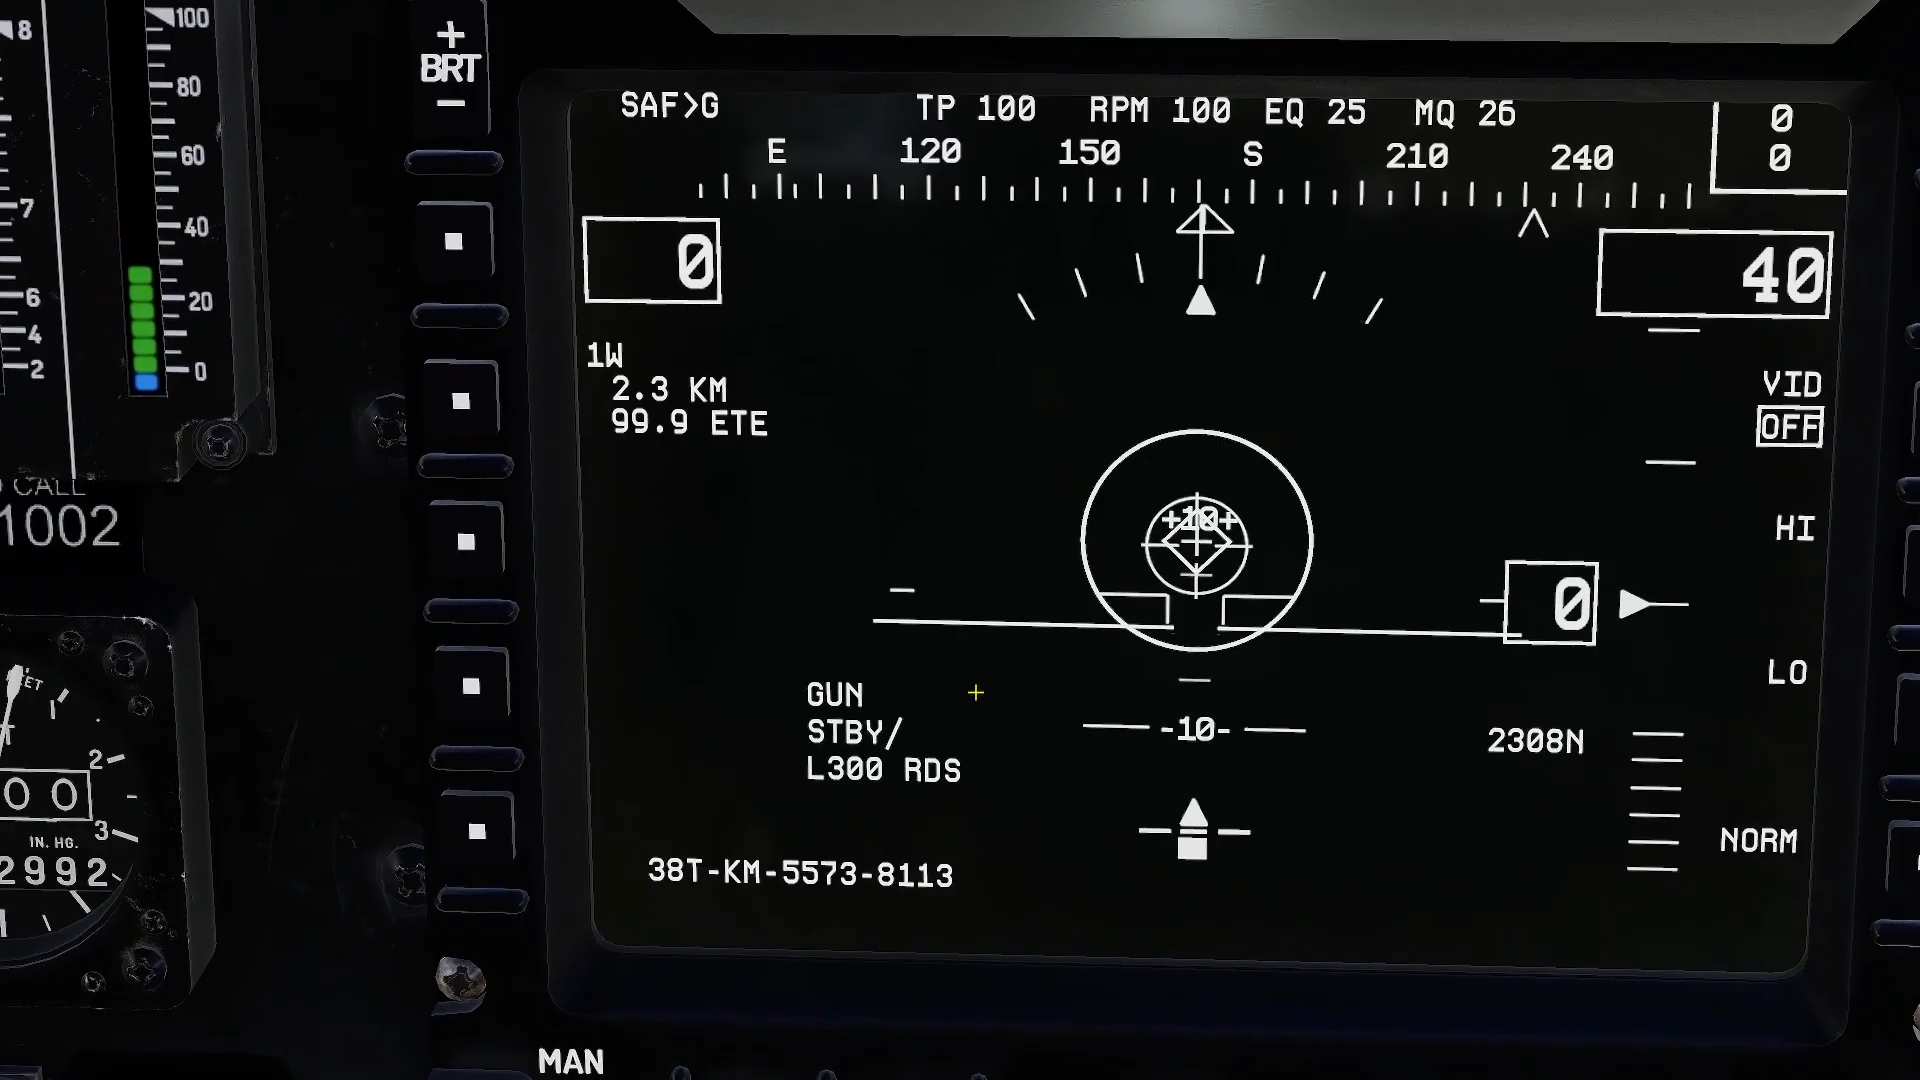 8
7
6
4
2
100
80
60
40
20
0
CALL
1002
2
00
3
IN. HG.
2992
+
BRT
-
SAF>G TP 100 RPM 100 EQ 25 MQ 26
0
0
E 120 150 S 210 240
0
40
1W
2.3 KM
99.9 ETE
VID
OFF
+10+
HI
0
LO
GUN
STBY/
L300 RDS
-10-
2308N
NORM
38T-KM-5573-8113
MAN